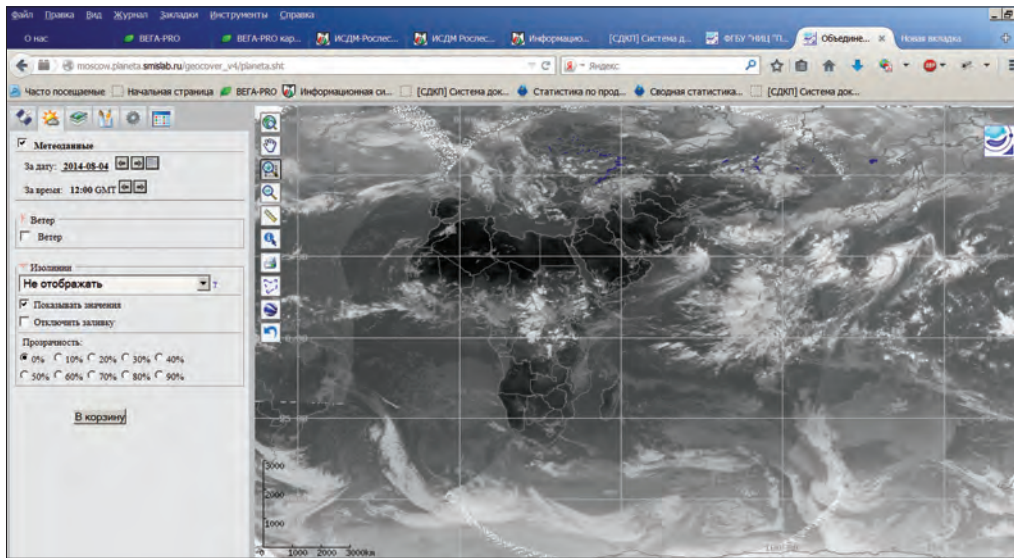 Файл Правка Вид Журнал Закладки Инструменты Справка
О нас ВЕГА-PRO ВЕГА-PRO кар... ИСДМ-Рослес... ИСДМ Рослес... Информацио... [СДКП] Система д... ФГБУ "НИЦ "П... Объедине... Новая вкладка
moscow.planeta.smislab.ru/geocover_v4/planeta.sht Яндекс
Часто посещаемые Начальная страница ВЕГА-PRO Информационная си... [СДКП] Система док... Статистика по прод... Сводная статистика... [СДКП] Система док...
Метеоданные
За дату: 2014-08-04
За время: 12:00 GMT
Ветер
Ветер
Изолинии
Не отображать ?
Показывать значения
Отключить заливку
Прозрачность:
0% 10% 20% 30% 40%
50% 60% 70% 80% 90%
В корзину
3000
2000
1000
0 1000 2000 3000km